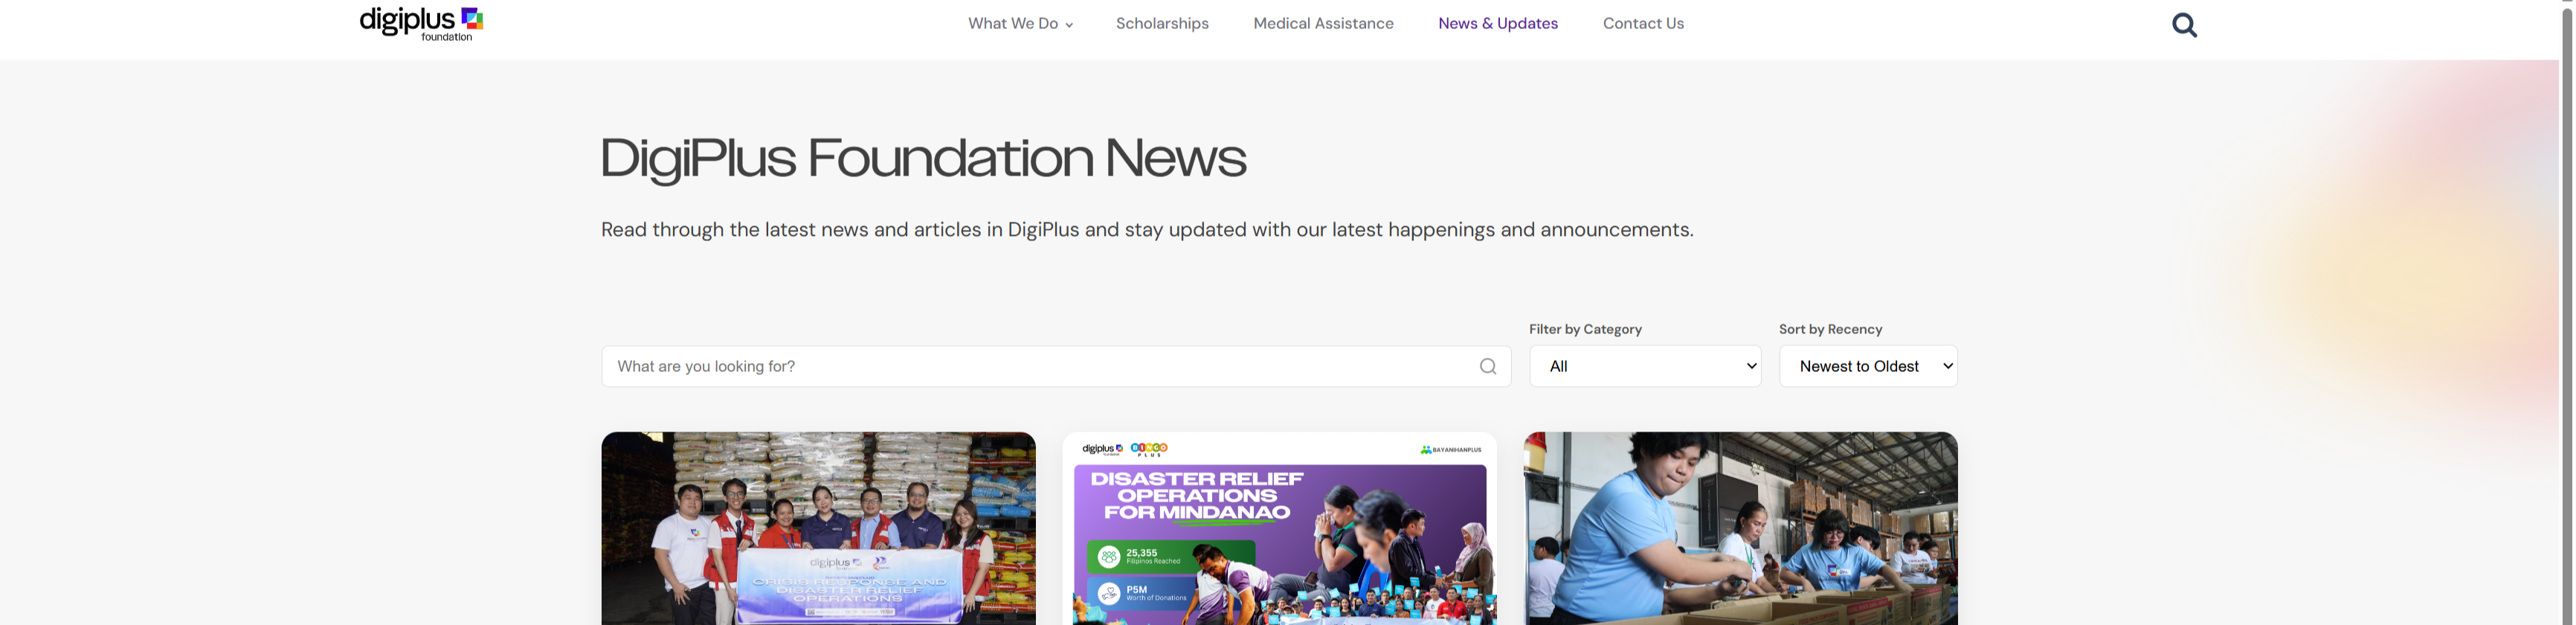 digiplus
foundation
What We Do
Scholarships
Medical Assistance
News & Updates
Contact Us
DigiPlus Foundation News
Read through the latest news and articles in DigiPlus and stay updated with our latest happenings and announcements.
Filter by Category
Sort by Recency
What are you looking for?
All
Newest to Oldest
digiplus
CRISIS RESPONSE AND
DISASTER RELIEF
OPERATIONS
digiplus
BINGO
PLUS
BAYANIHANPLUS
DISASTER RELIEF
OPERATIONS
FOR MINDANAO
25,355
Filipinos Reached
P5M
Worth of Donations